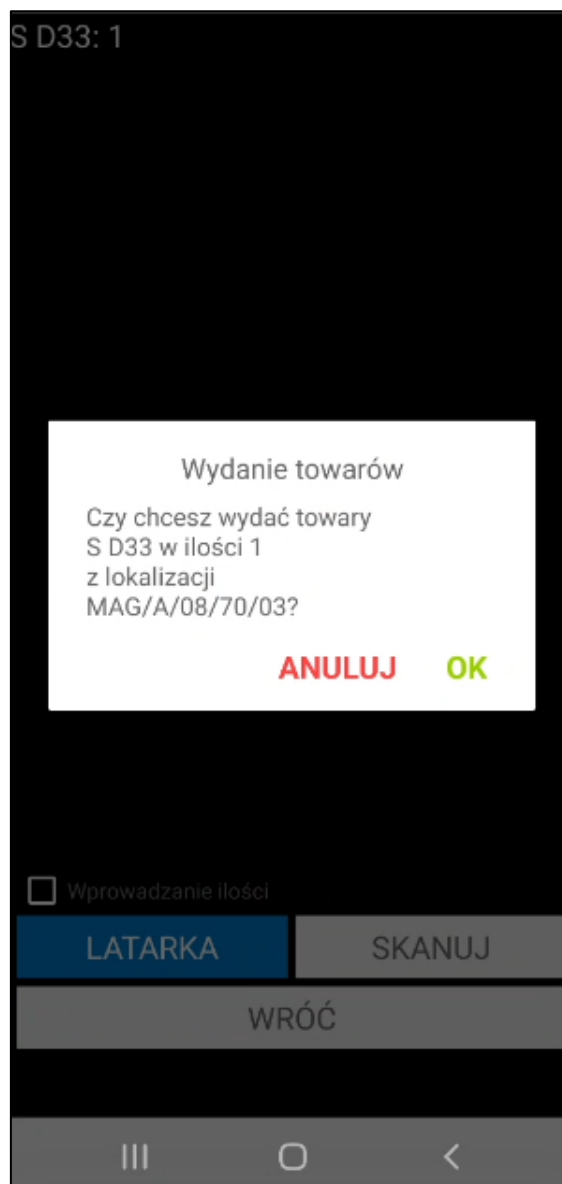 S D33: 1
Wydanie towarów
Czy chcesz wydać towary
S D33 w ilości 1
z lokalizacji
MAG/A/08/70/03?
ANULUJ OK
Wprowadzanie ilości
LATARKA SKANUJ
WRÓĆ